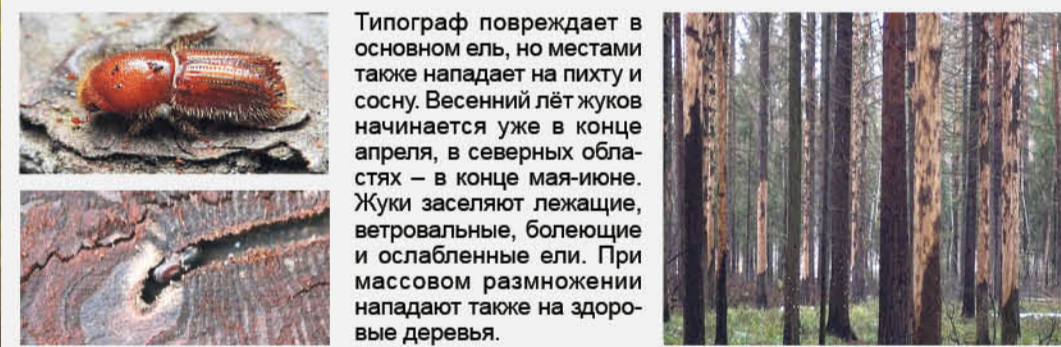 Типограф повреждает в
основном ель, но местами
также нападает на пихту и
сосну. Весенний лёт жуков
начинается уже в конце
апреля, в северных обла-
стях – в конце мая-июне.
Жуки заселяют лежащие,
ветровальные, болеющие
и ослабленные ели. При
массовом размножении
нападают также на здоро-
вые деревья.